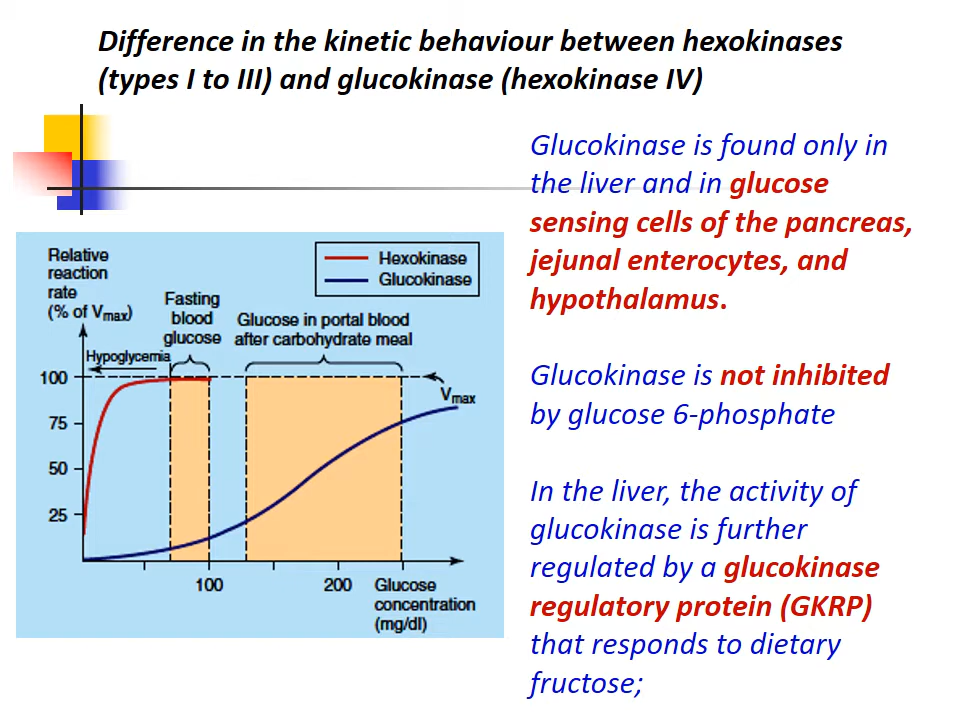 Difference in the kinetic behaviour between hexokinases
(types I to III) and glucokinase (hexokinase IV)
Glucokinase is found only in
the liver and in glucose
sensing cells of the pancreas,
jejunal enterocytes, and
hypothalamus.
Glucokinase is not inhibited
by glucose 6-phosphate
In the liver, the activity of
glucokinase is further
regulated by a glucokinase
regulatory protein (GKRP)
that responds to dietary
fructose;
Relative
reaction
rate
(% of Vmax)
Hexokinase
Glucokinase
Fasting
blood
glucose
Glucose in portal blood
after carbohydrate meal
Hypoglycemia
Vmax
100
75
50
25
100
200
Glucose
concentration
(mg/dl)